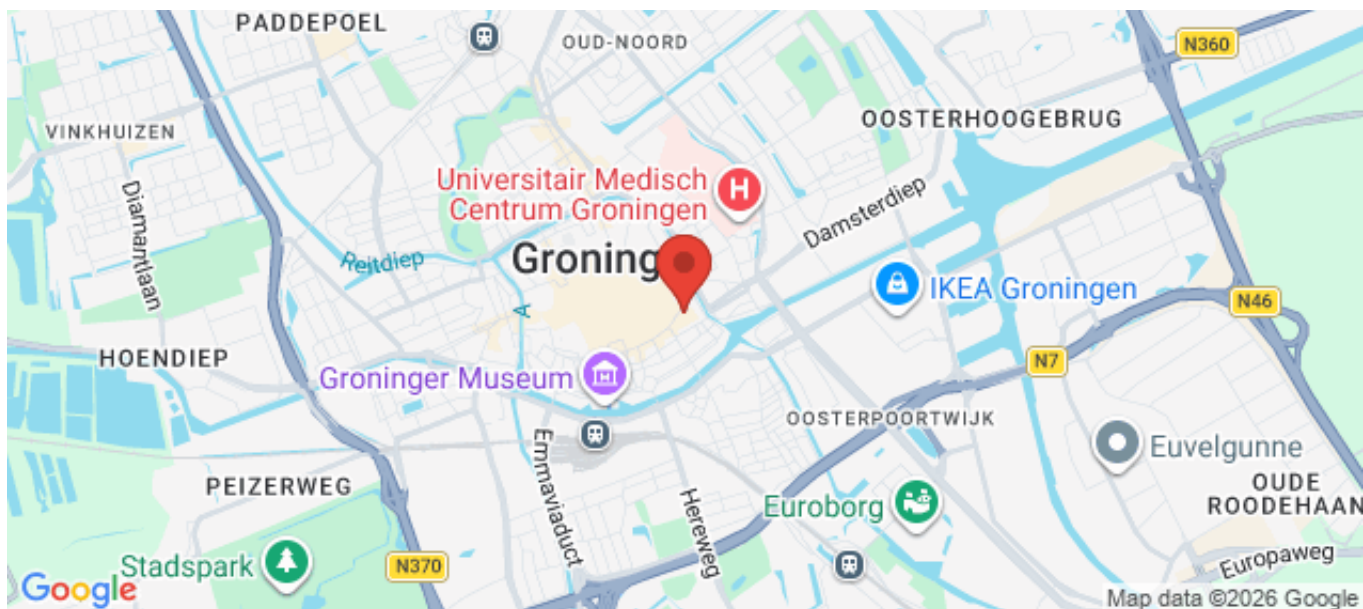 PADDEPOEL
OUD-NOORD
N360
VINKHUIZEN
OOSTERHOOGEBRUG
Diamantlaan
Universitair Medisch
Centrum Groningen
H
Damsterdiep
Reitdiep
Groning
A
IKEA Groningen
N46
HOENDIEP
N7
Groninger Museum
OOSTERPOORTWIJK
Emmaviaduct
Euvelgunne
PEIZERWEG
Hereweg
Euroborg
OUDE
ROODEHAAN
Stadspark
N370
Europaweg
Google
Map data ©2026 Google